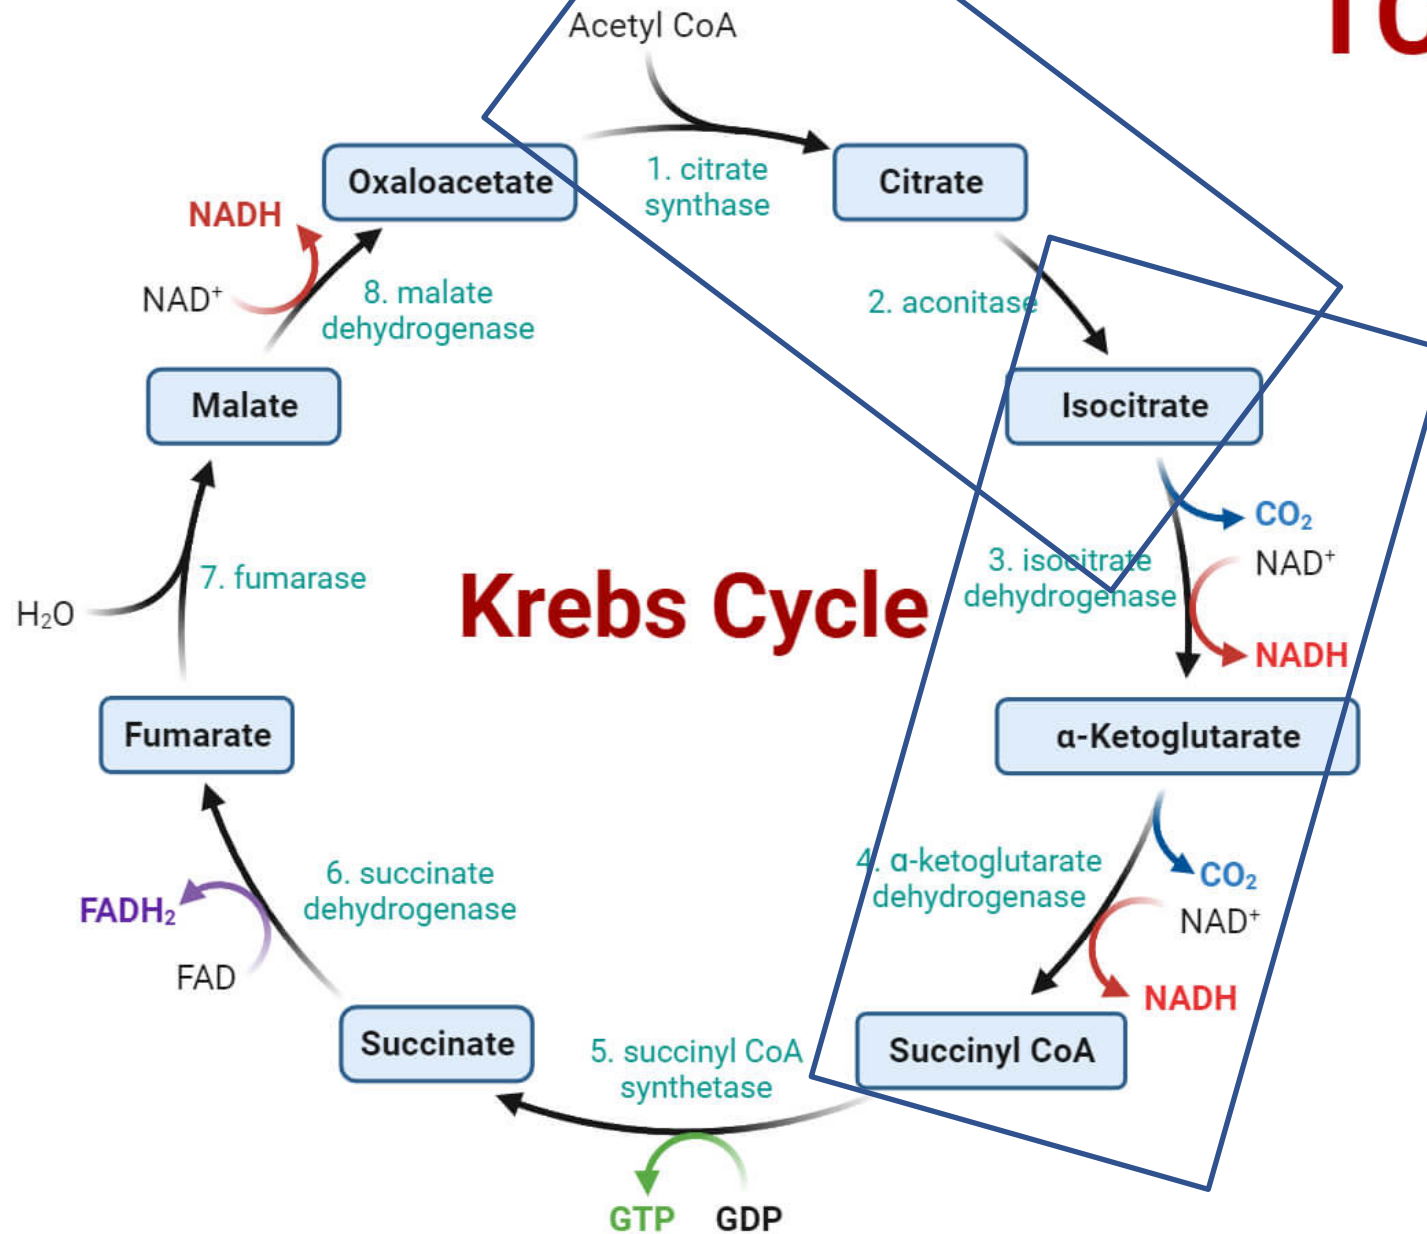 TC
Acetyl CoA
Oxaloacetate
1. citrate
synthase
Citrate
NADH
NAD⁺
8. malate
dehydrogenase
2. aconitase
Malate
Isocitrate
CO₂
NAD⁺
3. isocitrate
dehydrogenase
NADH
7. fumarase
H₂O
Krebs Cycle
Fumarate
α-Ketoglutarate
4. α-ketoglutarate
dehydrogenase
CO₂
NAD⁺
NADH
6. succinate
dehydrogenase
FADH₂
FAD
Succinate
5. succinyl CoA
synthetase
Succinyl CoA
GTP GDP